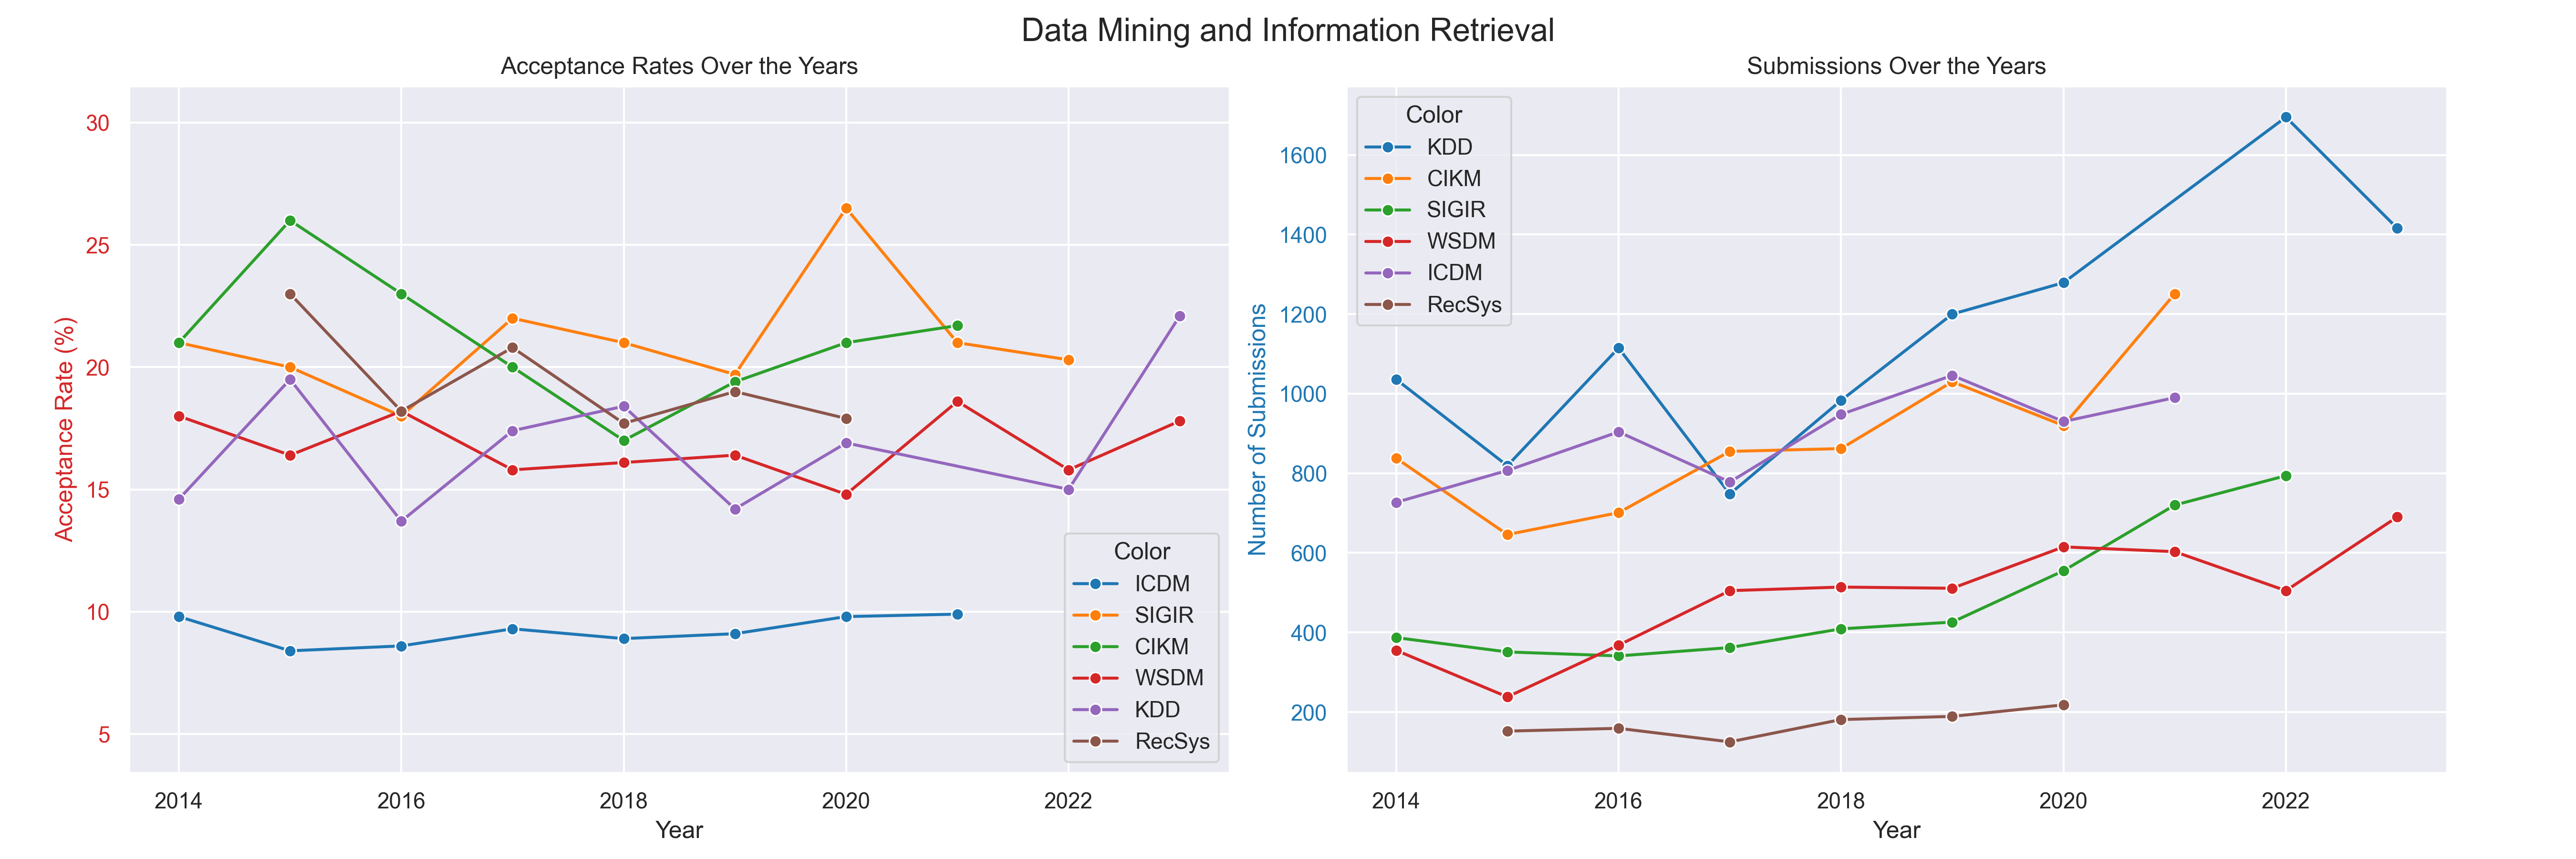 Data Mining and Information Retrieval
Acceptance Rates Over the Years
Acceptance Rate (%)
30
25
20
15
10
5
Color
ICDM
SIGIR
CIKM
WSDM
KDD
RecSys
2014
2016
2018
2020
2022
Year
Submissions Over the Years
Number of Submissions
1600
1400
1200
1000
800
600
400
200
Color
KDD
CIKM
SIGIR
WSDM
ICDM
RecSys
2014
2016
2018
2020
2022
Year